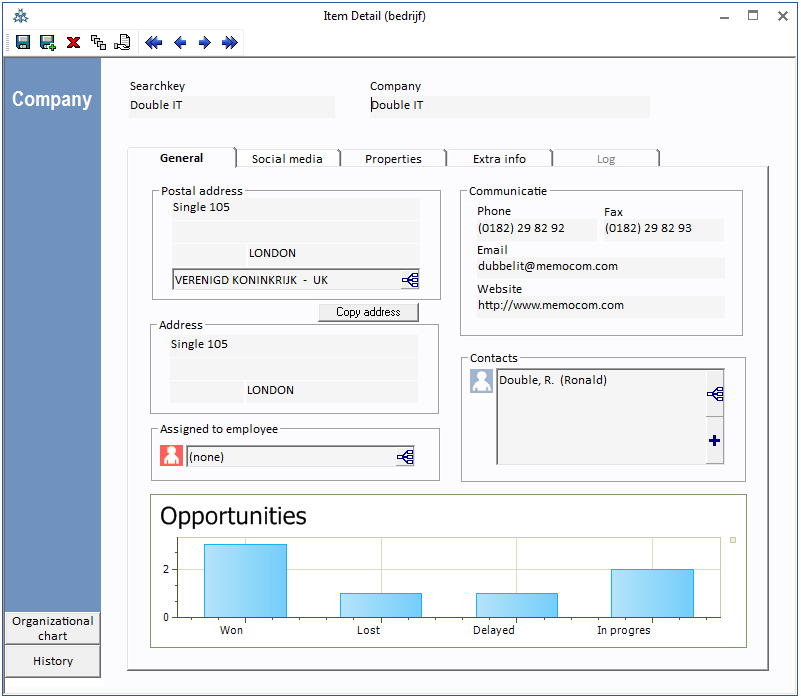 Item Detail (bedrijf)
Company
Searchkey
Double IT
Company
Double IT
General
Social media
Properties
Extra info
Log
Postal address
Single 105
LONDON
VERENIGD KONINKRIJK - UK
Copy address
Address
Single 105
LONDON
Assigned to employee
(none)
Communicatie
Phone
(0182) 29 82 92
Fax
(0182) 29 82 93
Email
dubbelit@memocom.com
Website
http://www.memocom.com
Contacts
Double, R. (Ronald)
Opportunities
2
0
Won
Lost
Delayed
In progres
Organizational
chart
History